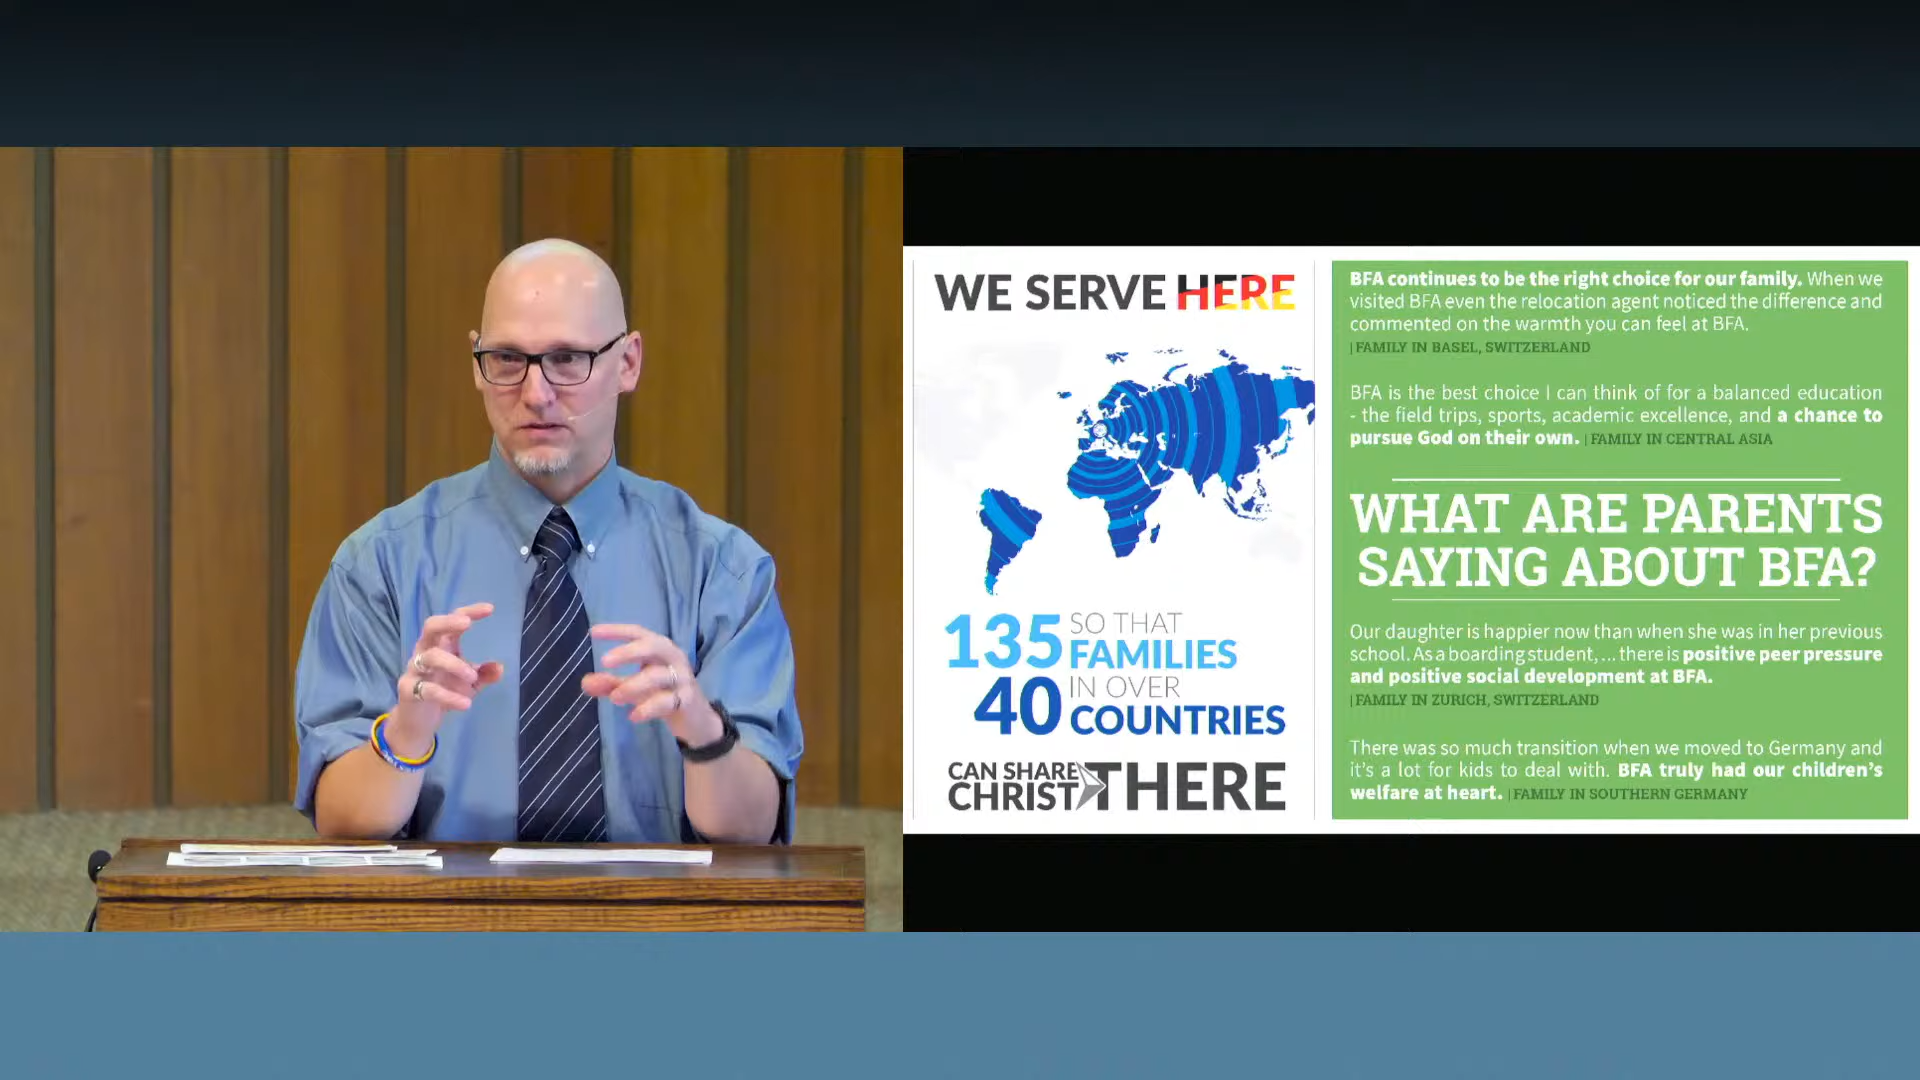 WE SERVE HERE
135 SO THAT
FAMILIES
40 IN OVER
COUNTRIES
CAN SHARE
CHRIST THERE
BFA continues to be the right choice for our family. When we
visited BFA even the relocation agent noticed the difference and
commented on the warmth you can feel at BFA.
| FAMILY IN BASEL, SWITZERLAND
BFA is the best choice I can think of for a balanced education
- the field trips, sports, academic excellence, and a chance to
pursue God on their own. | FAMILY IN CENTRAL ASIA
WHAT ARE PARENTS
SAYING ABOUT BFA?
Our daughter is happier now than when she was in her previous
school. As a boarding student, ... there is positive peer pressure
and positive social development at BFA.
| FAMILY IN ZURICH, SWITZERLAND
There was so much transition when we moved to Germany and
it's a lot for kids to deal with. BFA truly had our children's
welfare at heart. | FAMILY IN SOUTHERN GERMANY